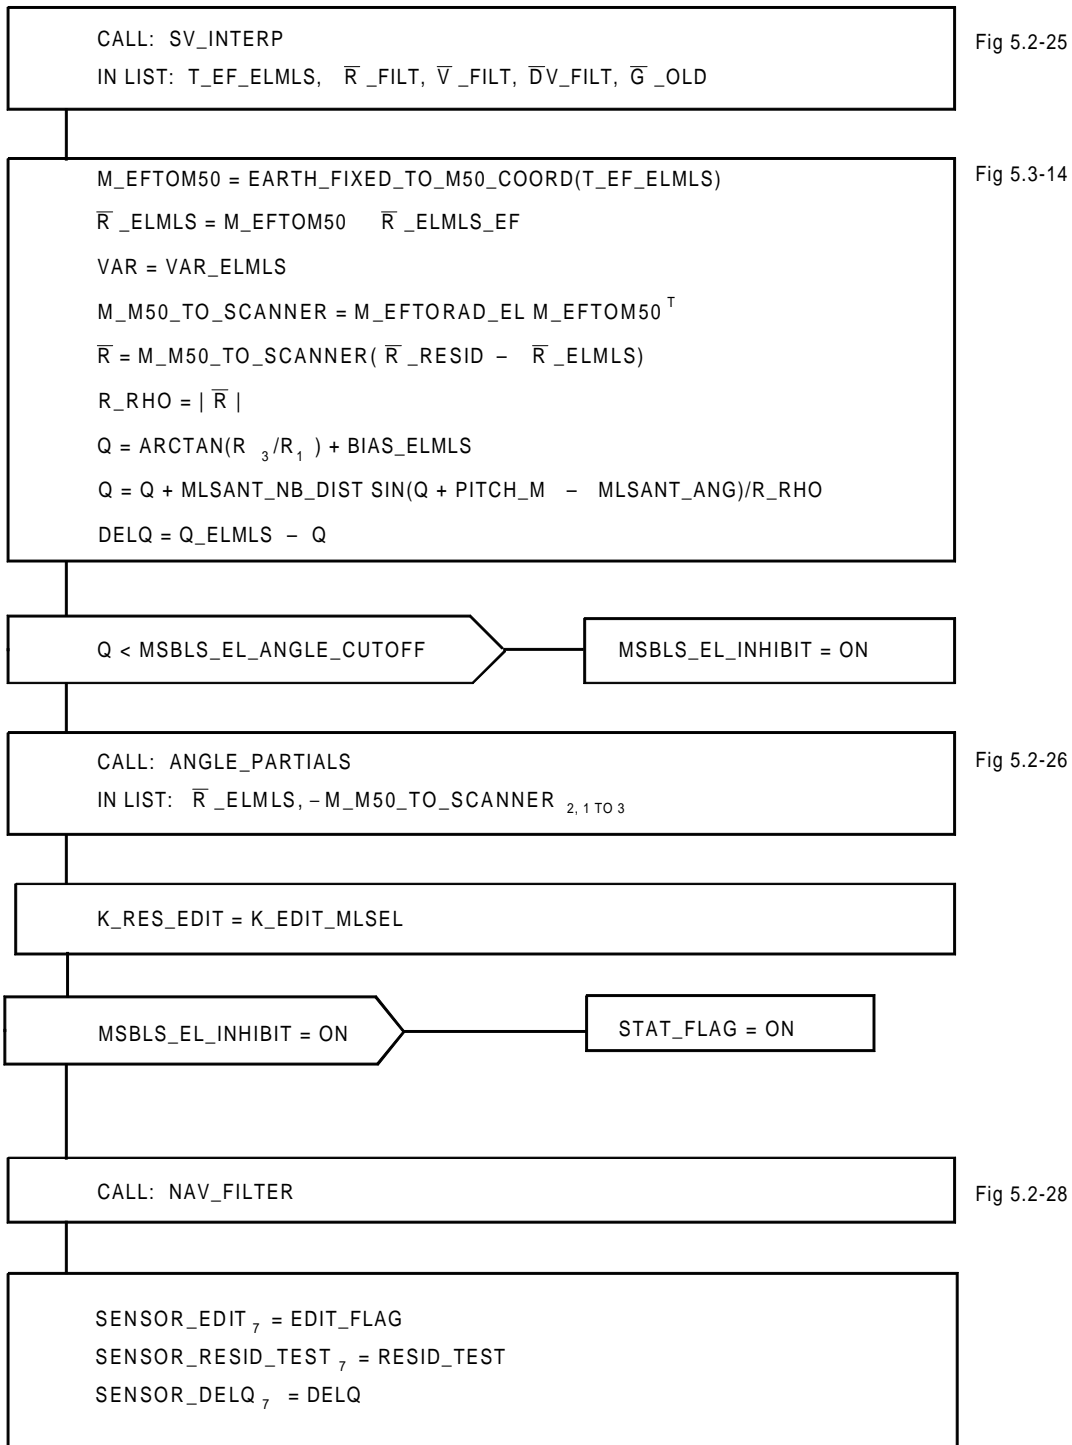 CALL: SV_INTERP
Fig 5.2-25
IN LIST: T_EF_ELMLS, R̅_FILT, V̅_FILT, D̅V_FILT, G̅_OLD
M_EFTOM50 = EARTH_FIXED_TO_M50_COORD(T_EF_ELMLS)
Fig 5.3-14
R̅_ELMLS = M_EFTOM50 R̅_ELMLS_EF
VAR = VAR_ELMLS
M_M50_TO_SCANNER = M_EFTORAD_EL M_EFTOM50ᵀ
R̅ = M_M50_TO_SCANNER( R̅_RESID – R̅_ELMLS)
R_RHO = | R̅ |
Q = ARCTAN(R₃/R₁) + BIAS_ELMLS
Q = Q + MLSANT_NB_DIST SIN(Q + PITCH_M – MLSANT_ANG)/R_RHO
DELQ = Q_ELMLS – Q
Q < MSBLS_EL_ANGLE_CUTOFF
MSBLS_EL_INHIBIT = ON
CALL: ANGLE_PARTIALS
Fig 5.2-26
IN LIST: R̅_ELMLS, – M_M50_TO_SCANNER 2, 1 TO 3
K_RES_EDIT = K_EDIT_MLSEL
MSBLS_EL_INHIBIT = ON
STAT_FLAG = ON
CALL: NAV_FILTER
Fig 5.2-28
SENSOR_EDIT₇ = EDIT_FLAG
SENSOR_RESID_TEST₇ = RESID_TEST
SENSOR_DELQ₇ = DELQ